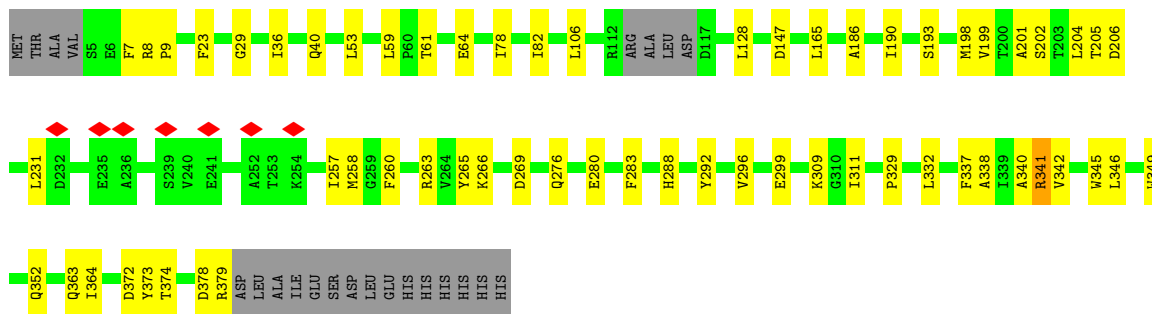 MET THR ALA VAL S5 E6 F7 R8 P9 F23 G29 I36 Q40 L53 L59 P60 T61 E64 I78 I82 L106 R112 ARG ALA LEU ASP D117 L128 D147 L165 A186 I190 S193 M198 V199 T200 A201 S202 T203 L204 T205 D206
L231 D232 E235 A236 S239 V240 E241 A252 T253 K254 I257 M258 G259 F260 R263 V264 Y265 K266 D269 Q276 E280 F283 H288 Y292 V296 E299 K309 G310 I311 P329 L332 F337 A338 I339 A340 R341 V342 W345 L346
Q352 Q363 I364 D372 Y373 T374 D378 R379 ASP LEU ALA ILE GLU SER ASP LEU GLU HIS HIS HIS HIS HIS HIS